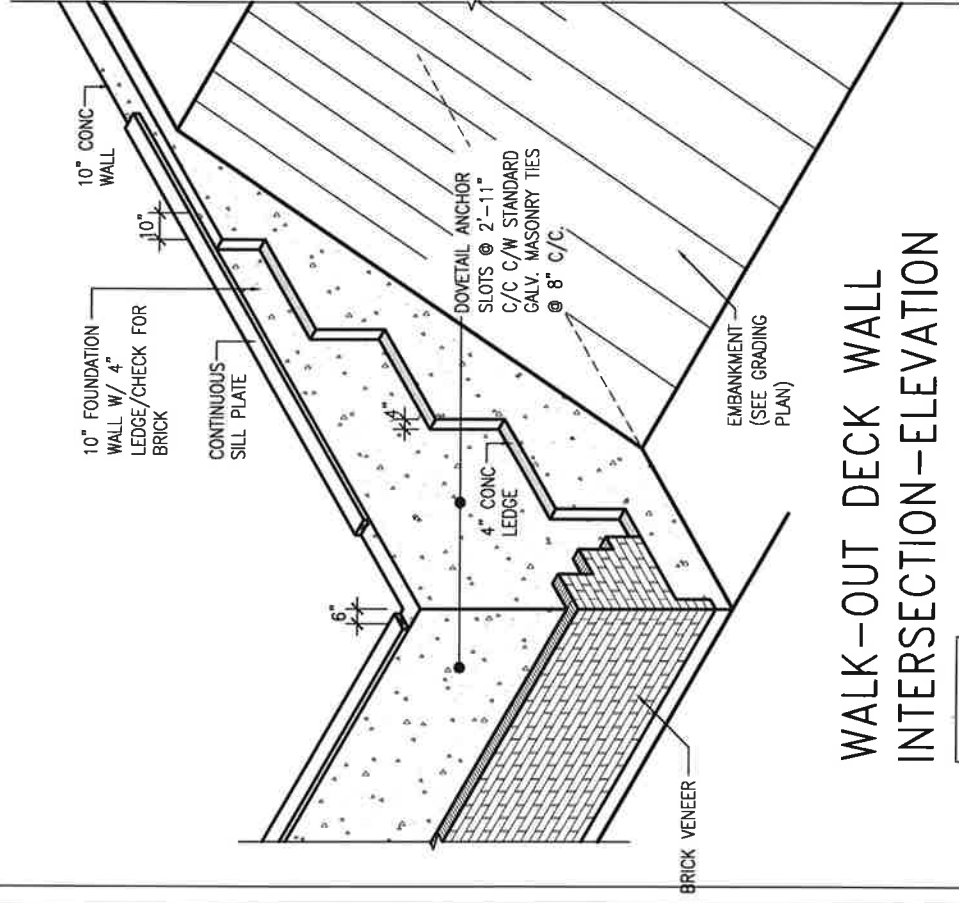 10" CONC
WALL
10"
10" FOUNDATION
WALL W/ 4"
LEDGE/CHECK FOR
BRICK
CONTINUOUS
SILL PLATE
DOVETAIL ANCHOR
SLOTS @ 2'-11"
C/C C/W STANDARD
GALV. MASONRY TIES
@ 8" C/C.
4"
4" CONC
LEDGE
6"
EMBANKMENT
(SEE GRADING
PLAN)
BRICK VENEER
WALK-OUT DECK WALL
INTERSECTION-ELEVATION